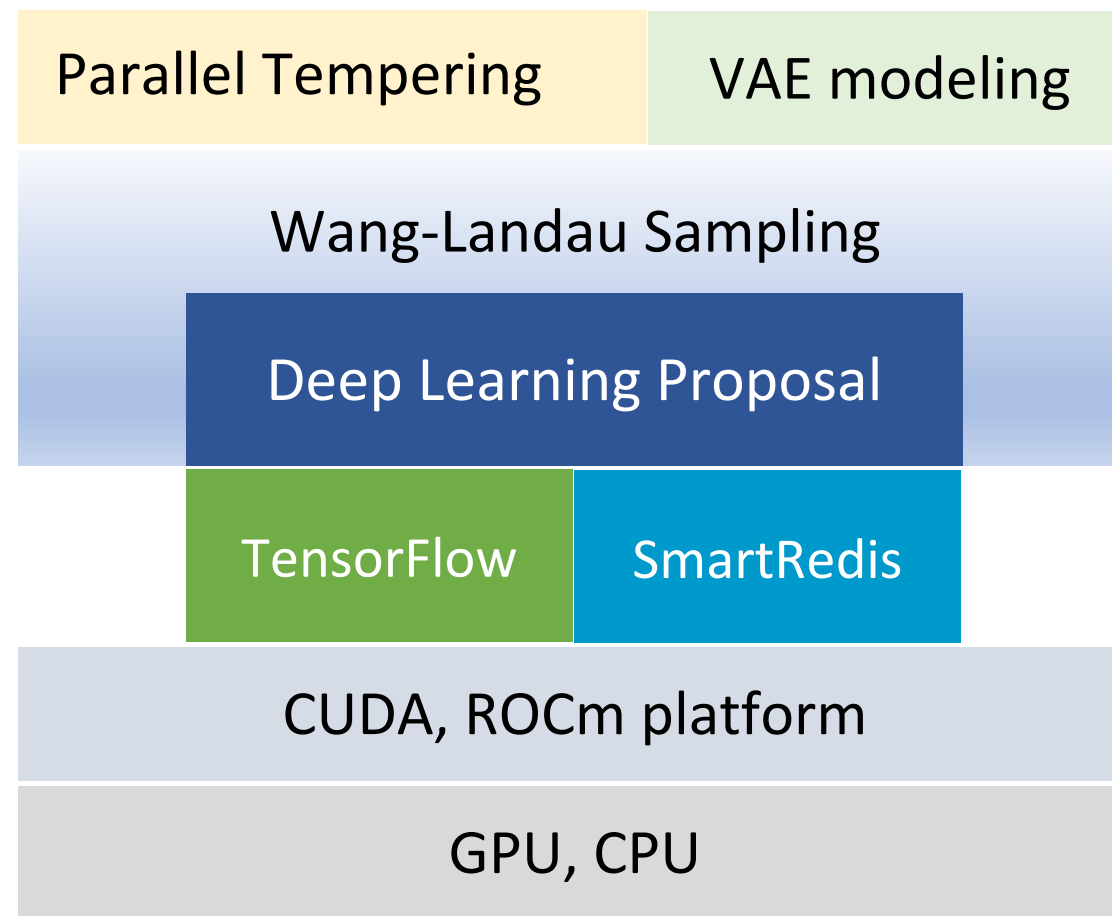 Parallel Tempering
VAE modeling
Wang-Landau Sampling
Deep Learning Proposal
TensorFlow
SmartRedis
CUDA, ROCm platform
GPU, CPU